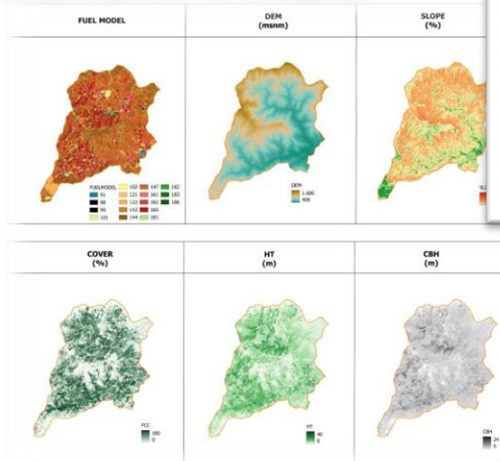 FUEL MODEL
DEM
(msnm)
SLOPE
(%)
FUELMODEL
91
98
99
101
102
121
122
142
144
147
161
162
165
181
182
183
186
DEM
1.600
400
COVER
(%)
HT
(m)
CBH
(m)
FCC
100
0
HT
40
0
CBH
24
0